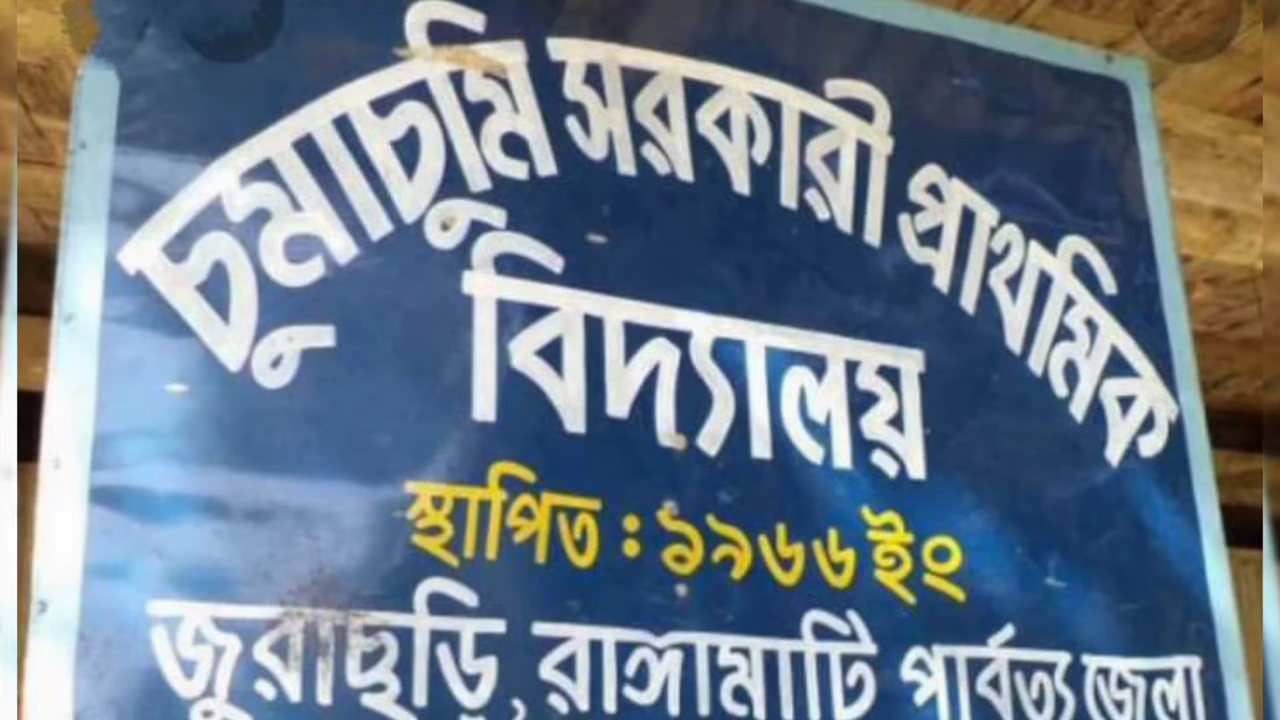 চুমাচুমি সরকারী প্রাথমিক
বিদ্যালয়
স্থাপিত : ১৯৬৬ ইং
জুরাছড়ি, রাঙ্গামাটি পার্বত্য জেলা